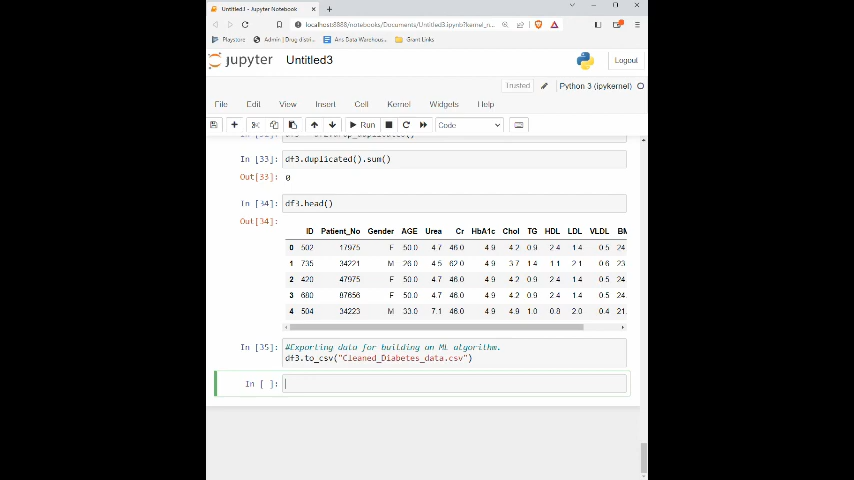 Untitled3 - Jupyter Notebook
localhost:8888/notebooks/Documents/Untitled3.ipynb?kernel_n...
Playstore Admin | Drug distri... Ans Data Warehous... Grant Links
jupyter Untitled3 Logout
Trusted Python 3 (ipykernel)
File Edit View Insert Cell Kernel Widgets Help
Run Code
In [33]: df3.duplicated().sum()
Out[33]: 0
In [34]: df3.head()
Out[34]:
ID Patient_No Gender AGE Urea Cr HbA1c Chol TG HDL LDL VLDL BM
0 502 17975 F 50.0 4.7 46.0 4.9 4.2 0.9 2.4 1.4 0.5 24.
1 735 34221 M 26.0 4.5 62.0 4.9 3.7 1.4 1.1 2.1 0.6 23.
2 420 47975 F 50.0 4.7 46.0 4.9 4.2 0.9 2.4 1.4 0.5 24.
3 680 87656 F 50.0 4.7 46.0 4.9 4.2 0.9 2.4 1.4 0.5 24.
4 504 34223 M 33.0 7.1 46.0 4.9 4.9 1.0 0.8 2.0 0.4 21.
In [35]: #Exporting data for building an ML algorithm.
df3.to_csv("Cleaned_Diabetes_data.csv")
In [ ]: